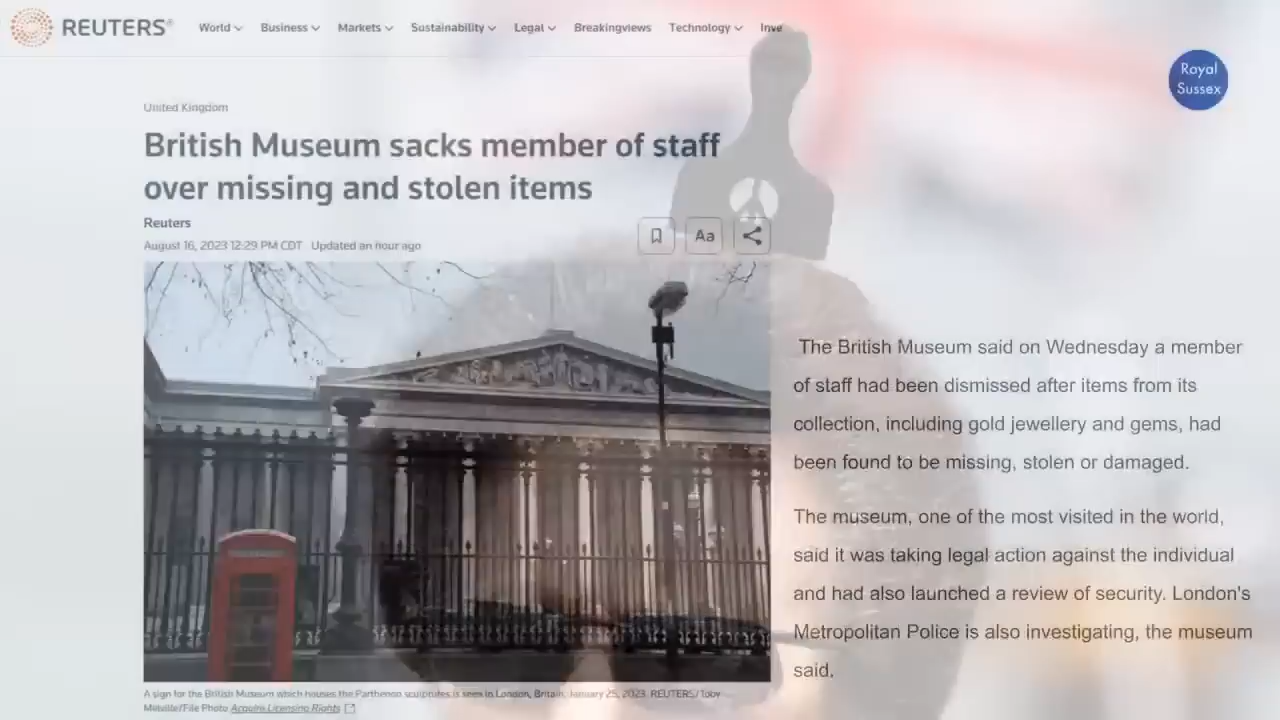 REUTERS®
World Business Markets Sustainability Legal Breakingviews Technology Inve
Royal
Sussex
United Kingdom
British Museum sacks member of staff
over missing and stolen items
Reuters
August 16, 2023 12:29 PM CDT Updated an hour ago
Aa
The British Museum said on Wednesday a member
of staff had been dismissed after items from its
collection, including gold jewellery and gems, had
been found to be missing, stolen or damaged.
The museum, one of the most visited in the world,
said it was taking legal action against the individual
and had also launched a review of security. London's
Metropolitan Police is also investigating, the museum
said.
A sign for the British Museum which houses the Parthenon sculptures is seen in London, Britain, January 25, 2023. REUTERS/Toby
Melville/File Photo Acquire Licensing Rights